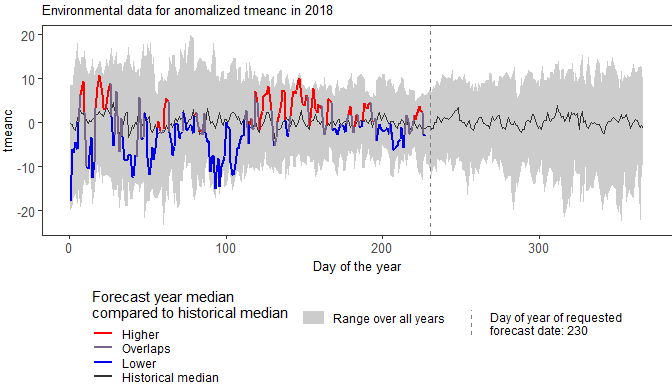 Environmental data for anomalized tmeanc in 2018
20
10
0
-10
-20
tmeanc
0 100 200 300
Day of the year
Forecast year median
compared to historical median
Higher
Overlaps
Lower
Historical median
Range over all years
Day of year of requested
forecast date: 230